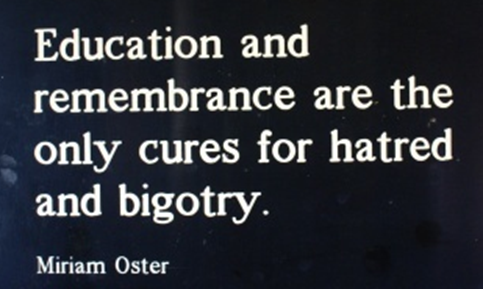 Education and
remembrance are the
only cures for hatred
and bigotry.
Miriam Oster